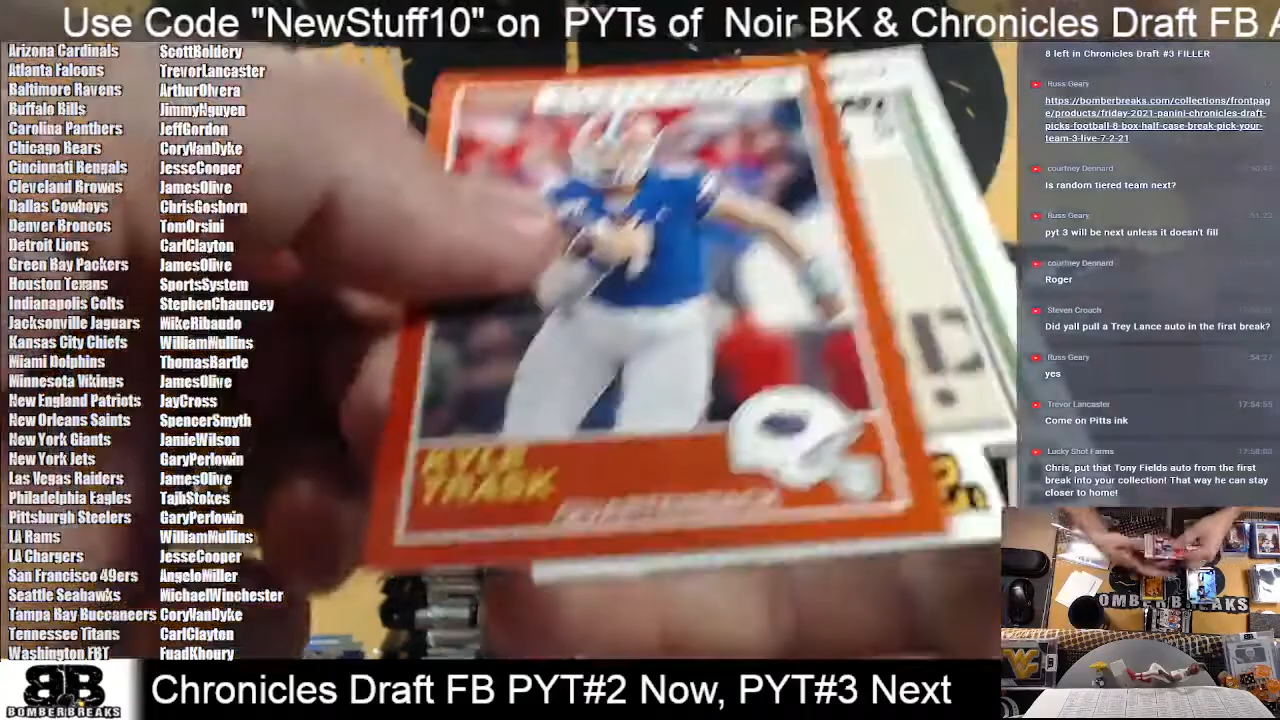 Use Code "NewStuff10" on PYTs of Noir BK & Chronicles Draft FB A
Arizona Cardinals ScottBoldery
Atlanta Falcons TrevorLancaster
Baltimore Ravens ArthurOlvera
Buffalo Bills JimmyNguyen
Carolina Panthers JeffGordon
Chicago Bears CoryVanDyke
Cincinnati Bengals JesseCooper
Cleveland Browns JamesOlive
Dallas Cowboys ChrisGoshorn
Denver Broncos TomOrsini
Detroit Lions CarlClayton
Green Bay Packers JamesOlive
Houston Texans SportsSystem
Indianapolis Colts StephenChauncey
Jacksonville Jaguars MikeRibaudo
Kansas City Chiefs WilliamMullins
Miami Dolphins ThomasBartle
Minnesota Vikings JamesOlive
New England Patriots JayCross
New Orleans Saints SpencerSmyth
New York Giants JamieWilson
New York Jets GaryPerlowin
Las Vegas Raiders JamesOlive
Philadelphia Eagles TajhStokes
Pittsburgh Steelers GaryPerlowin
LA Rams WilliamMullins
LA Chargers JesseCooper
San Francisco 49ers AngeloMiller
Seattle Seahawks MichaelWinchester
Tampa Bay Buccaneers CoryVanDyke
Tennessee Titans CarlClayton
Washington FBT FuadKhoury
KYLE
TRASK
QUARTERBACK
8 left in Chronicles Draft #3 FILLER
Russ Geary
https://bomberbreaks.com/collections/frontpag
e/products/friday-2021-panini-chronicles-draft-
picks-football-8-box-half-case-break-pick-your-
team-3-live-7-2-21
courtney Dennard
Is random tiered team next?
Russ Geary
pyt 3 will be next unless it doesn't fill
courtney Dennard
Roger
Steven Crouch
Did yall pull a Trey Lance auto in the first break?
Russ Geary
yes
Trevor Lancaster 17:54:55
Come on Pitts ink
Lucky Shot Farms 17:58:00
Chris, put that Tony Fields auto from the first
break into your collection! That way he can stay
closer to home!
OMBERBREAKS
BB
BOMBERBREAKS
Chronicles Draft FB PYT#2 Now, PYT#3 Next